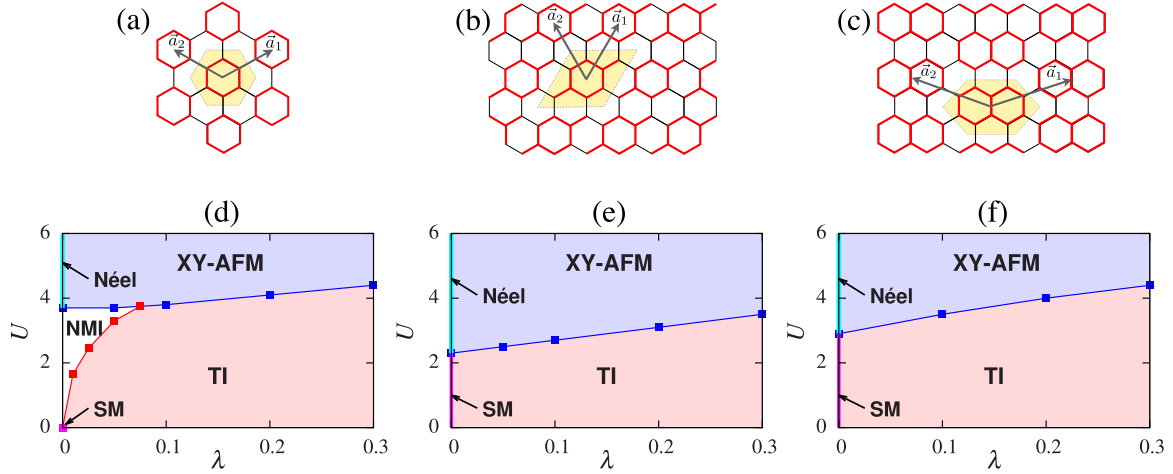 (a)
a⃗₂
a⃗₁
(b)
a⃗₂
a⃗₁
(c)
a⃗₂
a⃗₁
(d)
6
4
2
0
U
XY-AFM
Néel
NMI
TI
SM
0
0.1
0.2
0.3
λ
(e)
6
4
2
0
U
XY-AFM
Néel
TI
SM
0
0.1
0.2
0.3
λ
(f)
6
4
2
0
U
XY-AFM
Néel
TI
SM
0
0.1
0.2
0.3
λ